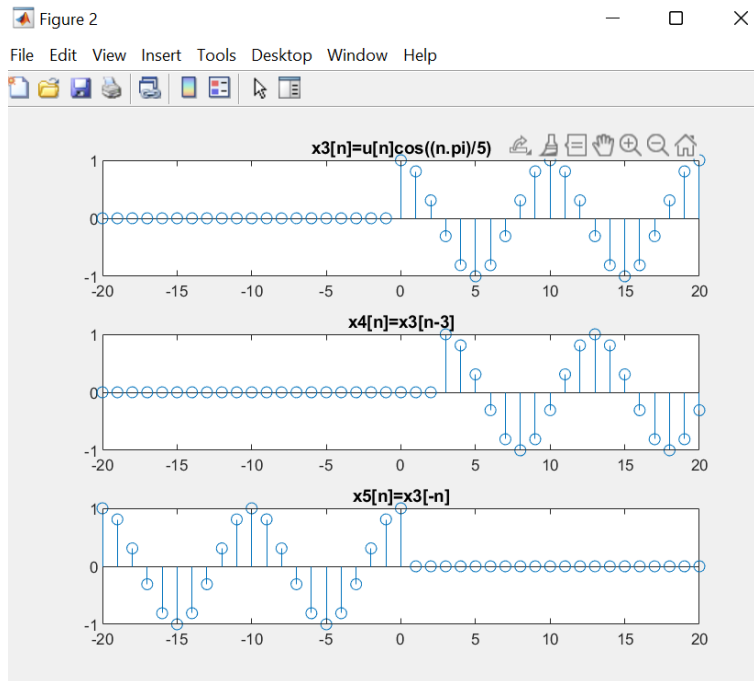 Figure 2
File Edit View Insert Tools Desktop Window Help
x3[n]=u[n]cos((n.pi)/5)
1
0
-1
-20 -15 -10 -5 0 5 10 15 20
x4[n]=x3[n-3]
1
0
-1
-20 -15 -10 -5 0 5 10 15 20
x5[n]=x3[-n]
1
0
-1
-20 -15 -10 -5 0 5 10 15 20